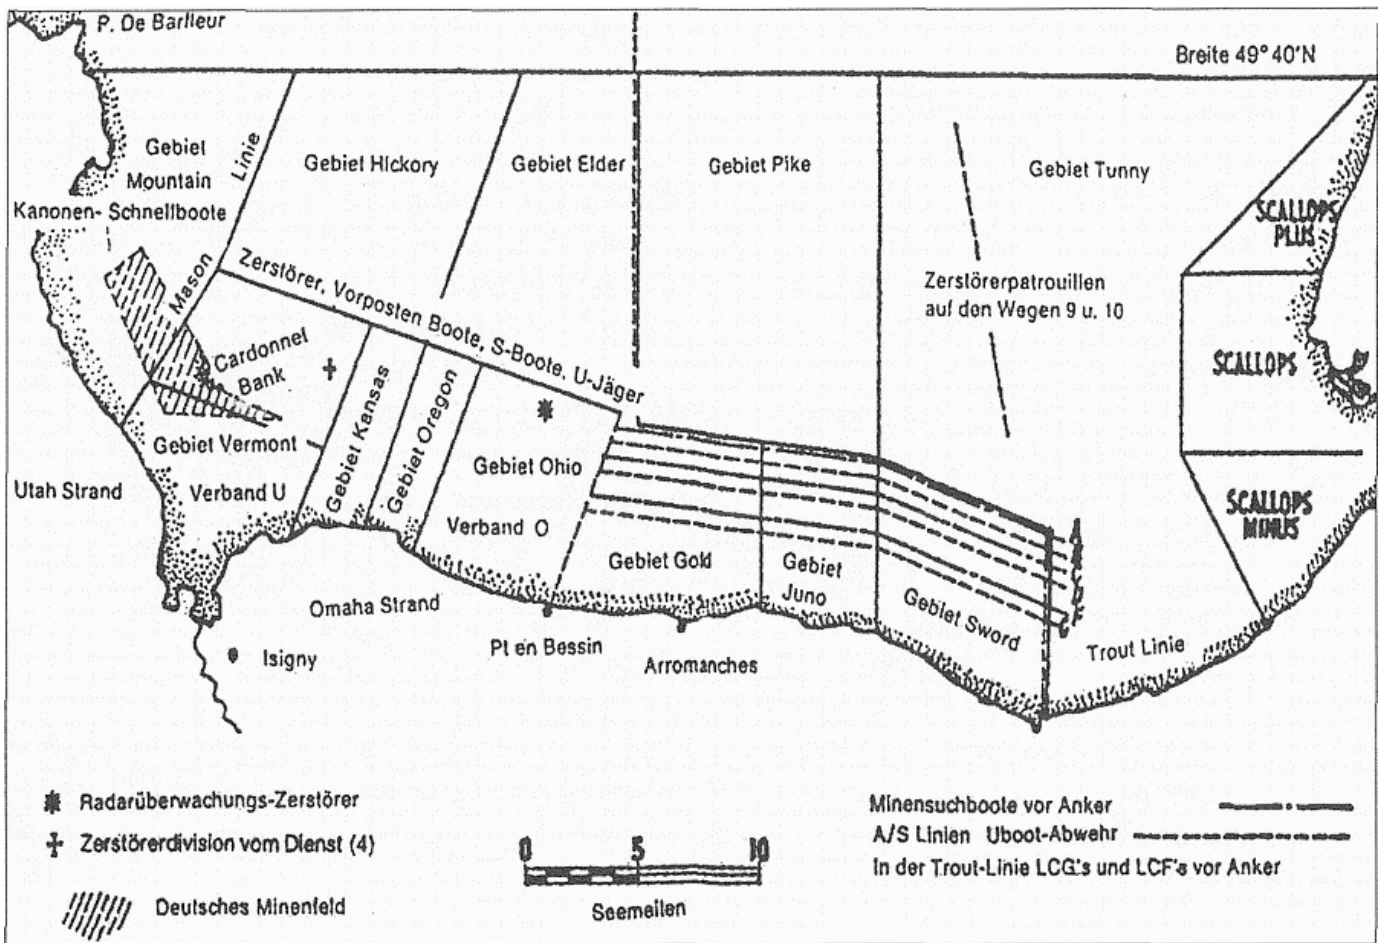 P. De Barlleur
Breite 49°40'N
Gebiet
Mountain
Mason Linie
Gebiet Hickory
Gebiet Elder
Gebiet Pike
Gebiet Tunny
Kanonen-Schnellboote
SCALLOPS
PLUS
Zerstörer, Vorposten Boote, S-Boote, U-Jäger
Zerstörerpatrouillen
auf den Wegen 9 u. 10
Cardonnel
Bank
SCALLOPS
Gebiet Vermont
Gebiet Kansas
Gebiet Oregon
Gebiet Ohio
Utah Strand
Verband U
Verband O
SCALLOPS
MINUS
Gebiet Gold
Gebiet
Juno
Gebiet Sword
Omaha Strand
Trout Linie
Isigny
Pt en Bessin
Arromanches
Radarüberwachungs-Zerstörer
Zerstörerdivision vom Dienst (4)
Deutsches Minenfeld
0 5 10
Seemeilen
Minensuchboote vor Anker
A/S Linien Uboot-Abwehr
In der Trout-Linie LCG's und LCF's vor Anker